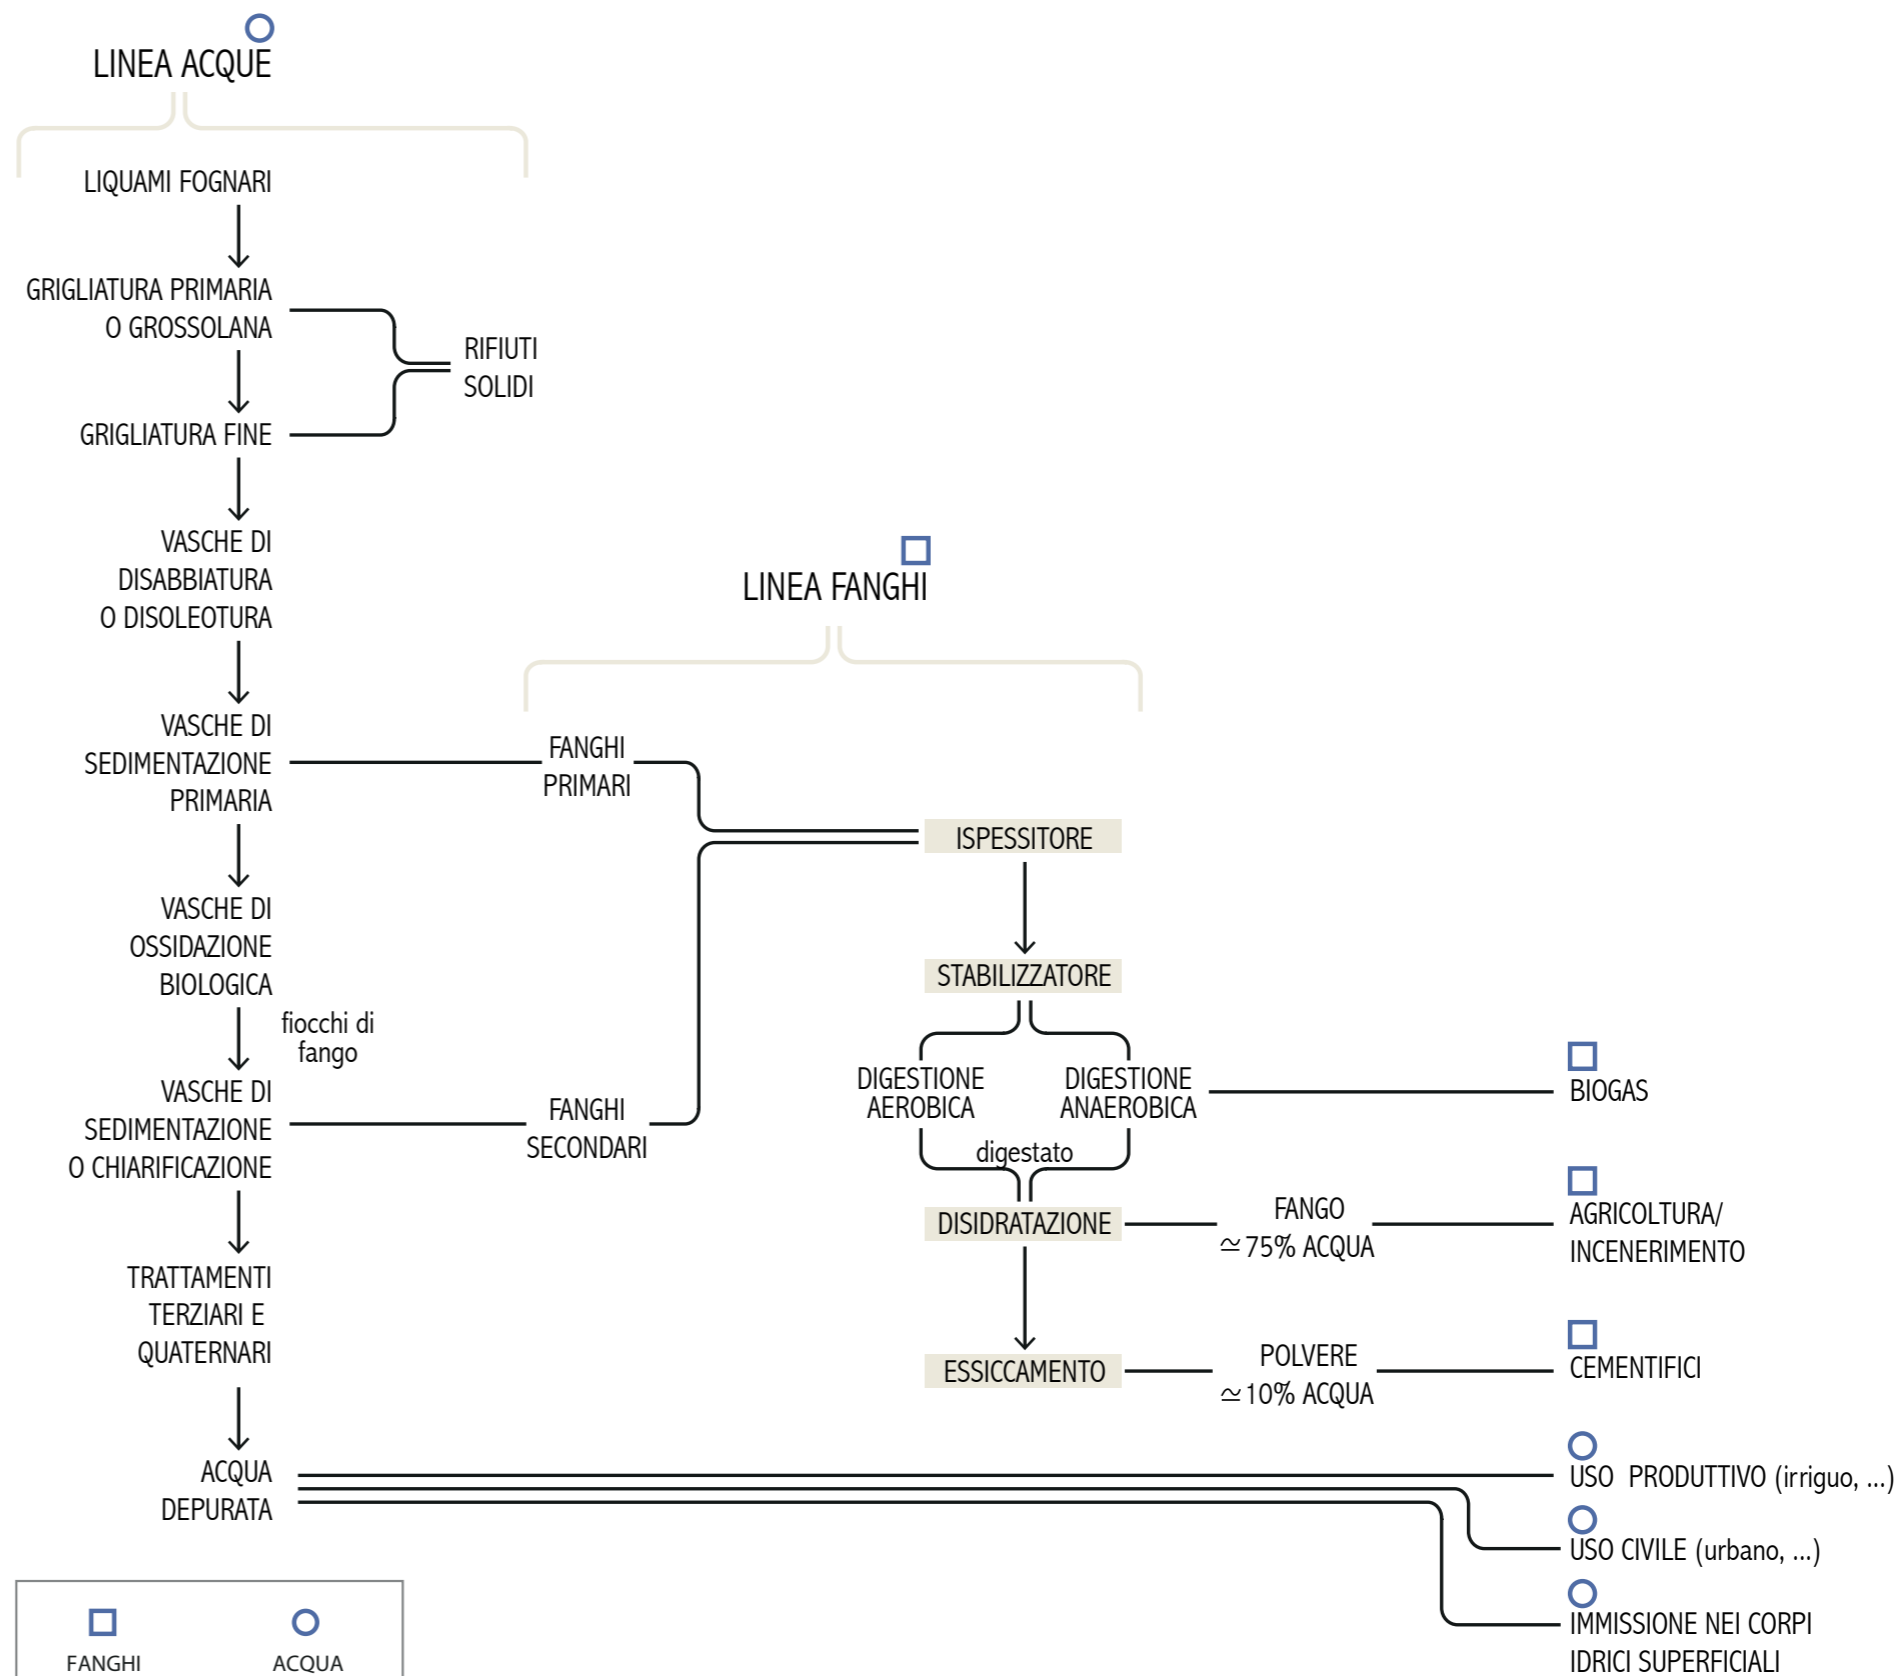 LINEA ACQUE
LIQUAMI FOGNARI
GRIGLIATURA PRIMARIA
O GROSSOLANA
RIFIUTI
SOLIDI
GRIGLIATURA FINE
VASCHE DI
DISABBIATURA
O DISOLEOTURA
LINEA FANGHI
VASCHE DI
SEDIMENTAZIONE
PRIMARIA
FANGHI
PRIMARI
ISPESSITORE
VASCHE DI
OSSIDAZIONE
BIOLOGICA
fiocchi di
fango
STABILIZZATORE
VASCHE DI
SEDIMENTAZIONE
O CHIARIFICAZIONE
FANGHI
SECONDARI
DIGESTIONE
AEROBICA
DIGESTIONE
ANAEROBICA
BIOGAS
digestato
DISIDRATAZIONE
FANGO
≃75% ACQUA
AGRICOLTURA/
INCENERIMENTO
TRATTAMENTI
TERZIARI E
QUATERNARI
ESSICCAMENTO
POLVERE
≃10% ACQUA
CEMENTIFICI
ACQUA
DEPURATA
USO PRODUTTIVO (irriguo, ...)
USO CIVILE (urbano, ...)
IMMISSIONE NEI CORPI
IDRICI SUPERFICIALI
FANGHI
ACQUA